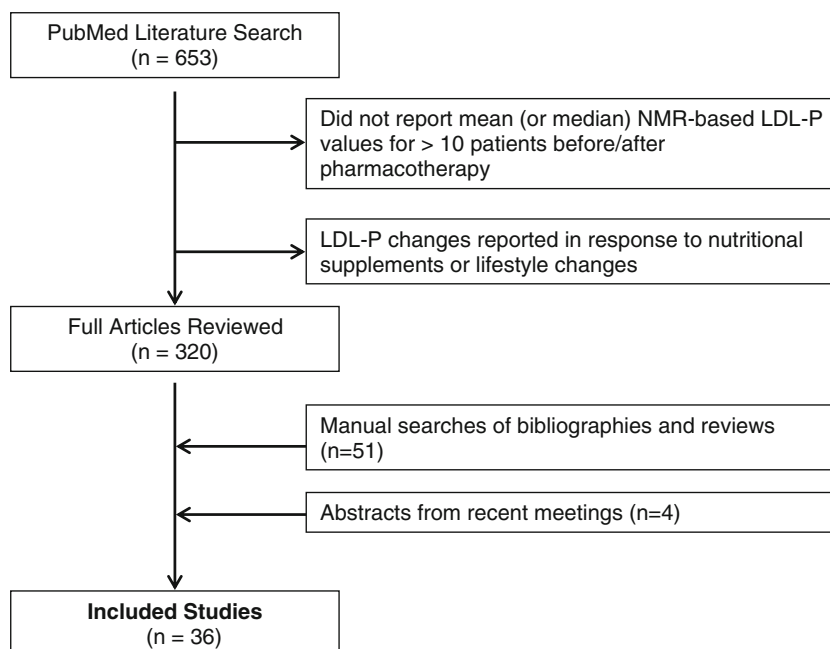 PubMed Literature Search
(n = 653)
Did not report mean (or median) NMR-based LDL-P
values for > 10 patients before/after
pharmacotherapy
LDL-P changes reported in response to nutritional
supplements or lifestyle changes
Full Articles Reviewed
(n = 320)
Manual searches of bibliographies and reviews
(n=51)
Abstracts from recent meetings (n=4)
Included Studies
(n = 36)